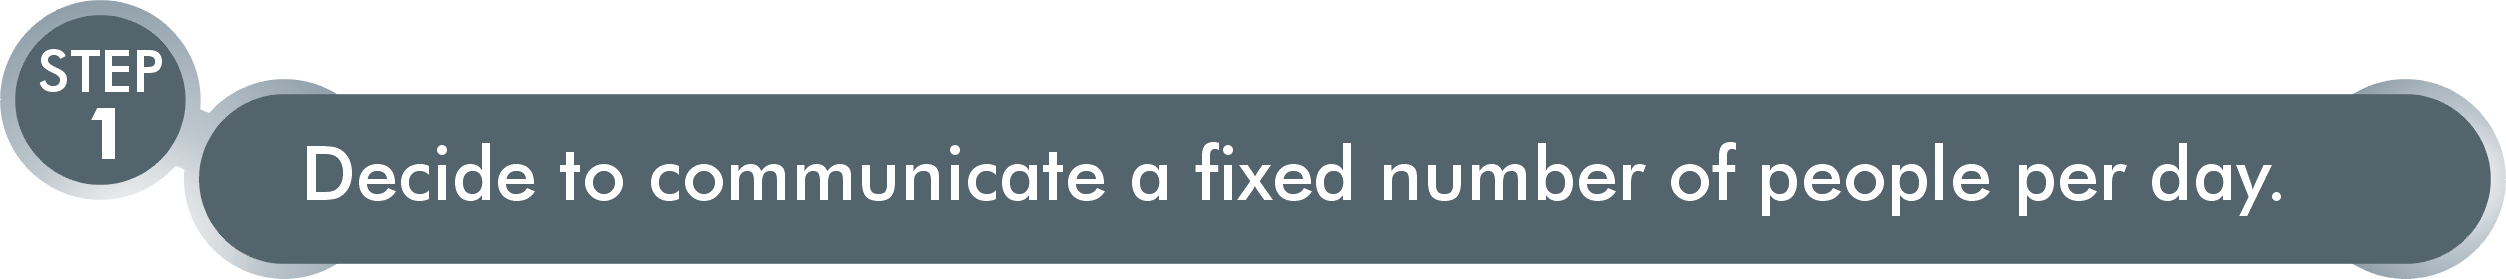 STEP
1
Decide to communicate a fixed number of people per day.